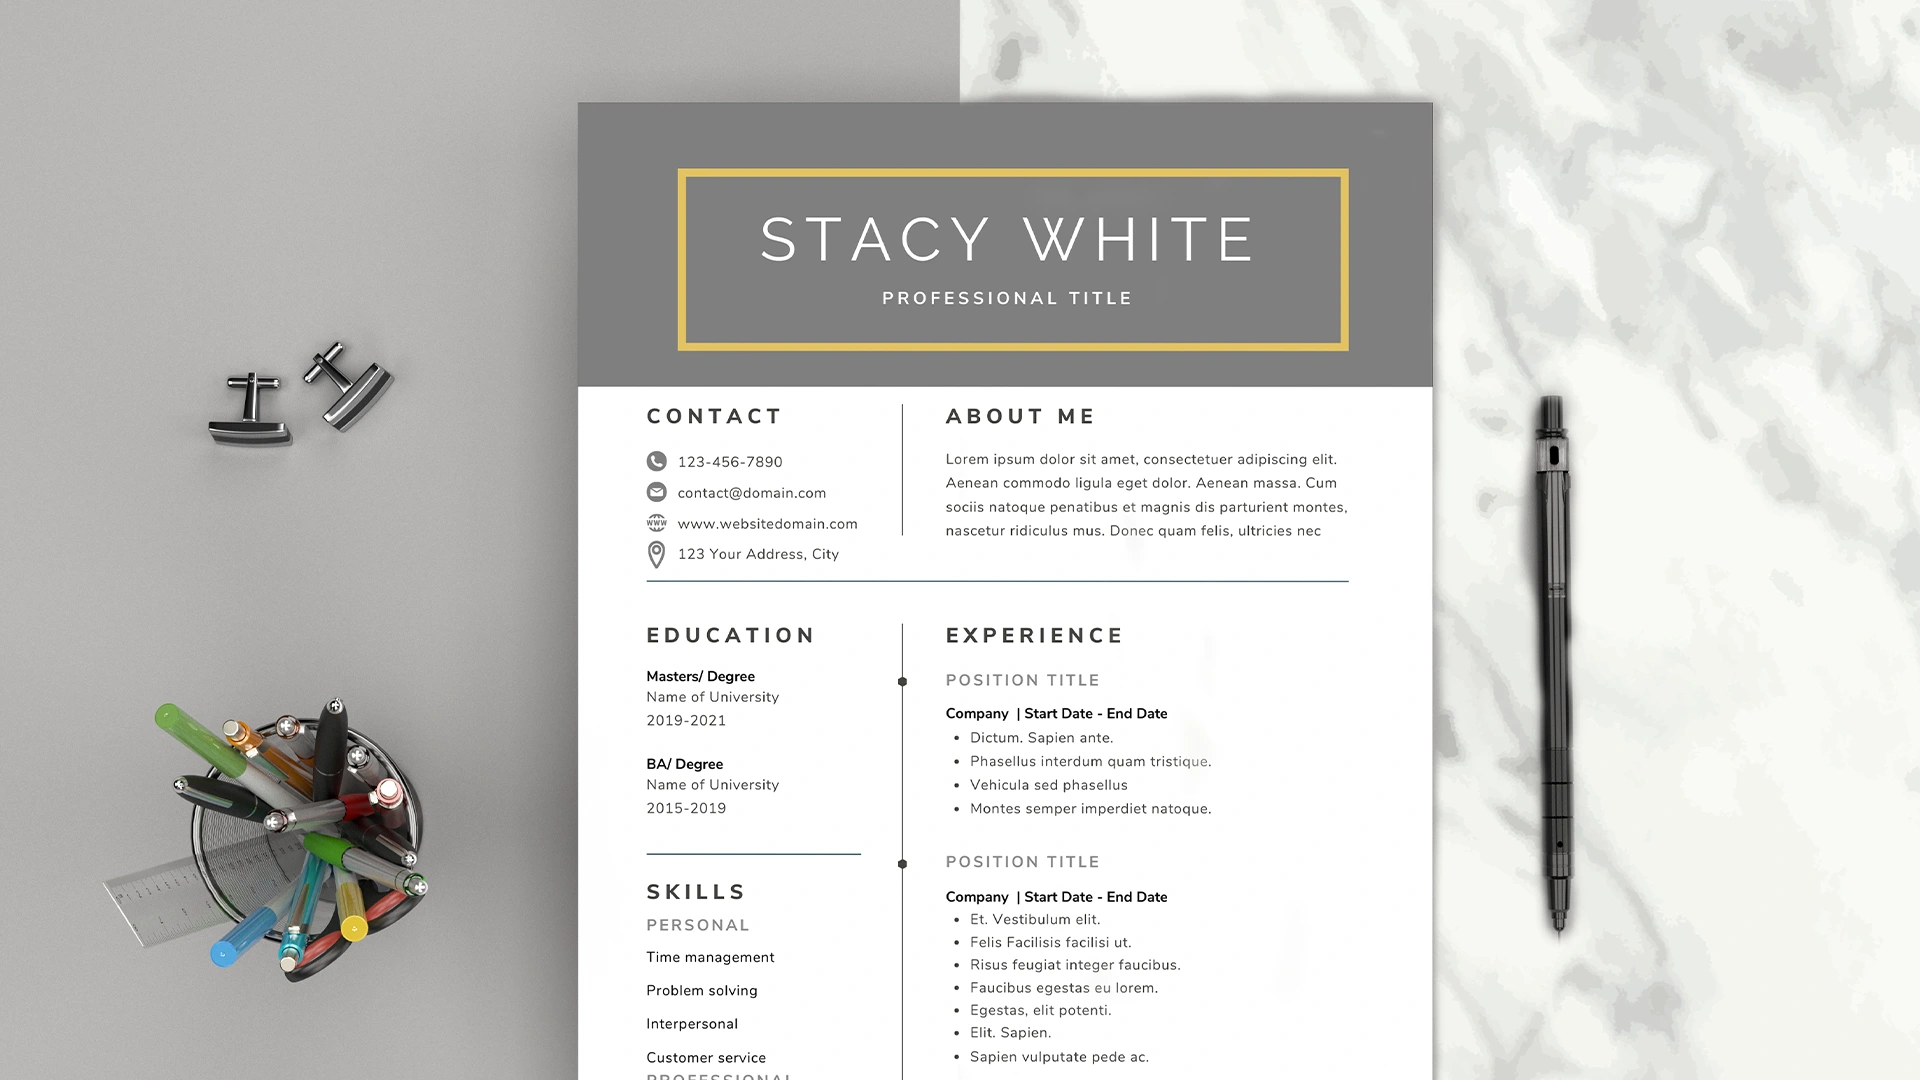 STACY WHITE
PROFESSIONAL TITLE
CONTACT
123-456-7890
contact@domain.com
www.websitedomain.com
123 Your Address, City
ABOUT ME
Lorem ipsum dolor sit amet, consectetuer adipiscing elit.
Aenean commodo ligula eget dolor. Aenean massa. Cum
sociis natoque penatibus et magnis dis parturient montes,
nascetur ridiculus mus. Donec quam felis, ultricies nec
EDUCATION
Masters/ Degree
Name of University
2019-2021
BA/ Degree
Name of University
2015-2019
SKILLS
PERSONAL
Time management
Problem solving
Interpersonal
Customer service
PROFESSIONAL
EXPERIENCE
POSITION TITLE
Company | Start Date - End Date
• Dictum. Sapien ante.
• Phasellus interdum quam tristique.
• Vehicula sed phasellus
• Montes semper imperdiet natoque.
POSITION TITLE
Company | Start Date - End Date
• Et. Vestibulum elit.
• Felis Facilisis facilisi ut.
• Risus feugiat integer faucibus.
• Faucibus egestas eu lorem.
• Egestas, elit potenti.
• Elit. Sapien.
• Sapien vulputate pede ac.